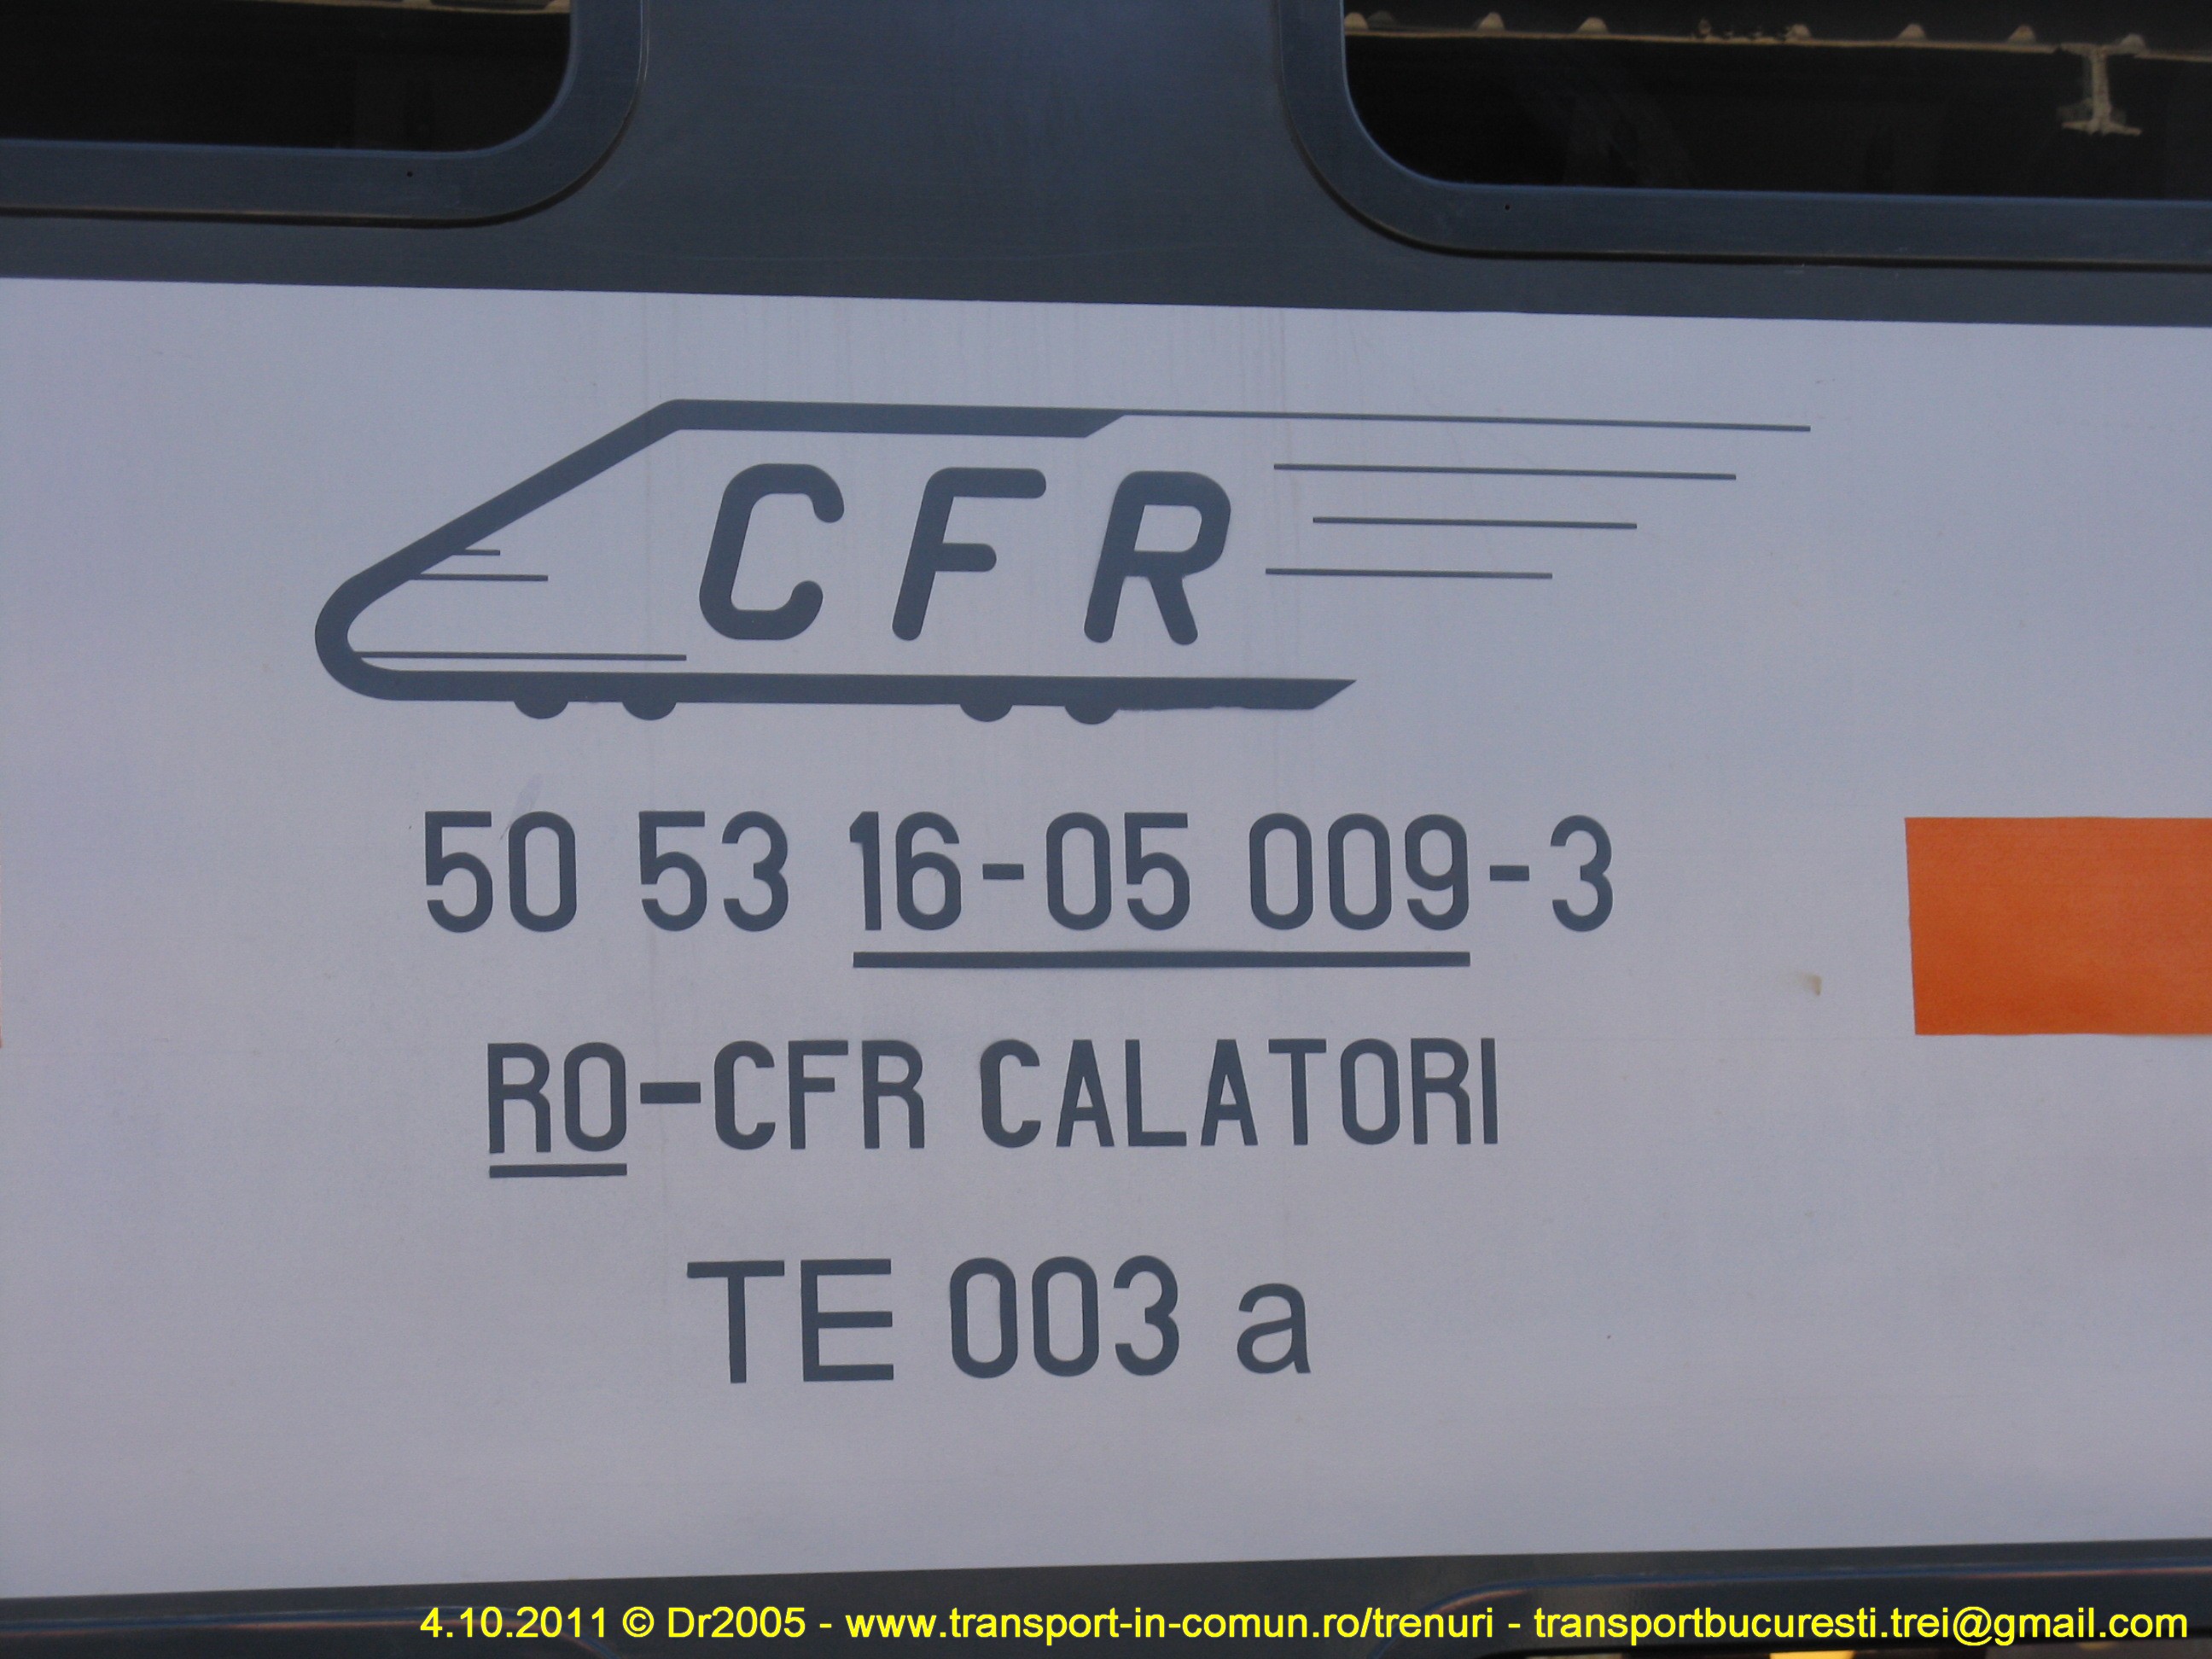 CFR
50 53 16-05 009-3
RO-CFR CALATORI
TE 003 a
4.10.2011 © Dr2005 - www.transport-in-comun.ro/trenuri - transportbucuresti.trei@gmail.com